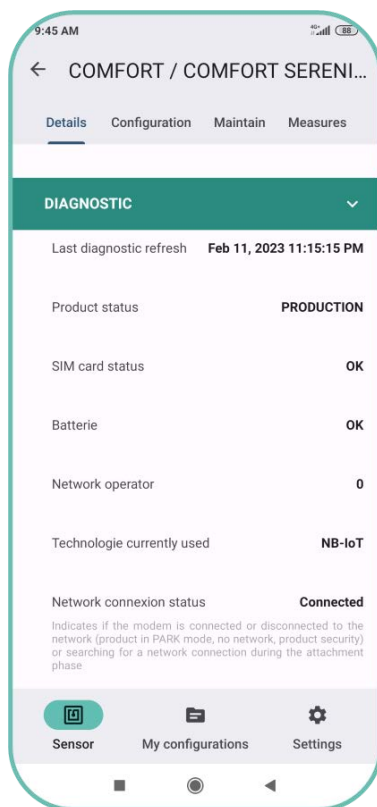 9:45 AM 4G+ 88
COMFORT / COMFORT SERENI...
Details Configuration Maintain Measures
DIAGNOSTIC
Last diagnostic refresh Feb 11, 2023 11:15:15 PM
Product status PRODUCTION
SIM card status OK
Batterie OK
Network operator 0
Technologie currently used NB-IoT
Network connexion status Connected
Indicates if the modem is connected or disconnected to the
network (product in PARK mode, no network, product security)
or searching for a network connection during the attachment
phase
Sensor My configurations Settings